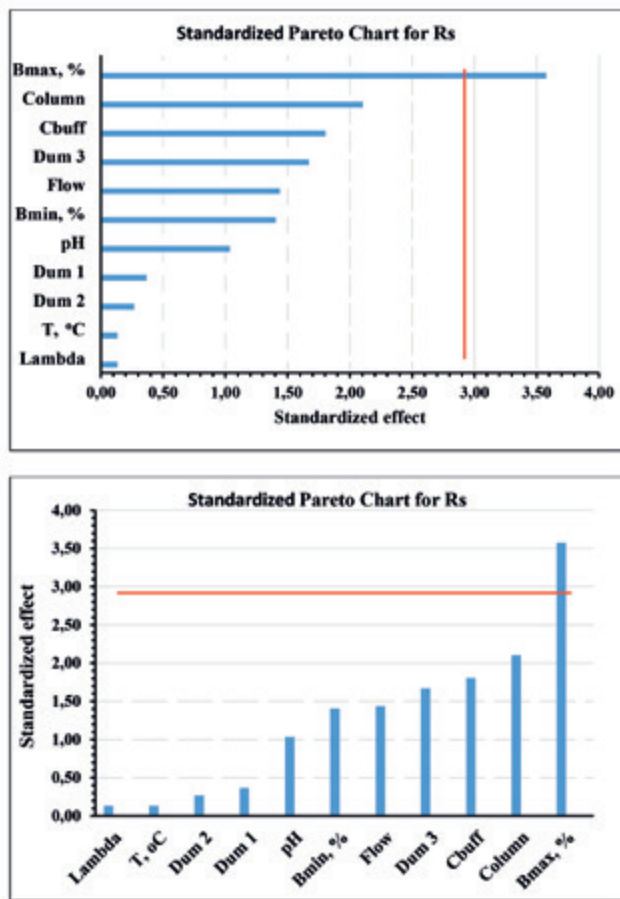 Standardized Pareto Chart for Rs
Bmax, %
Column
Cbuff
Dum 3
Flow
Bmin, %
pH
Dum 1
Dum 2
T, °C
Lambda
0,00 0,50 1,00 1,50 2,00 2,50 3,00 3,50 4,00
Standardized effect
Standardized Pareto Chart for Rs
Standardized effect
4,00
3,50
3,00
2,50
2,00
1,50
1,00
0,50
0,00
Lambda T, oC Dum 2 Dum 1 pH Bmin, % Flow Dum 3 Cbuff Column Bmax, %